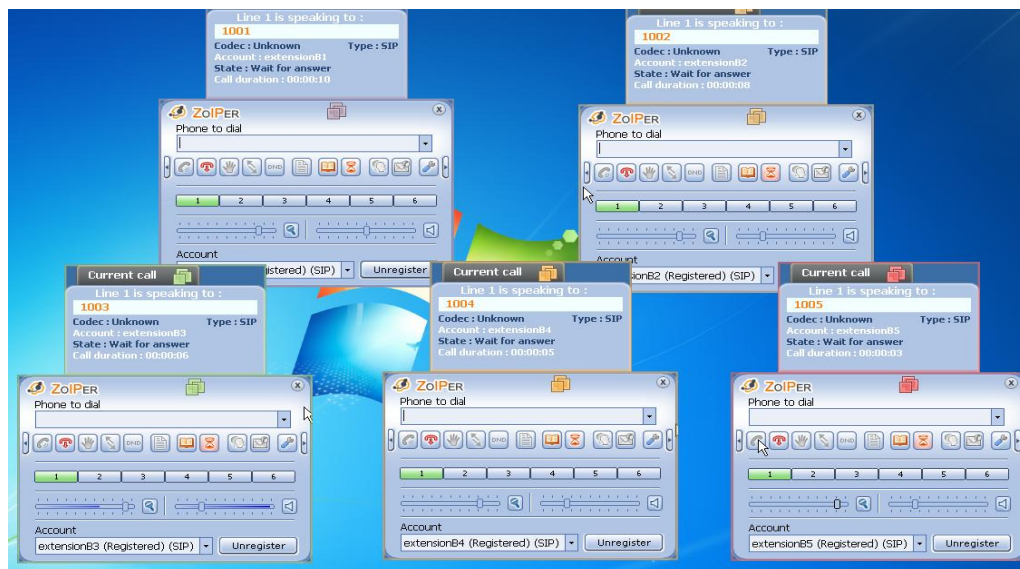 Line 1 is speaking to :
1001
Codec : Unknown Type : SIP
Account : extensionB1
State : Wait for answer
Call duration : 00:00:10
ZOIPER
Phone to dial
DND
1 2 3 4 5 6
Account
istered) (SIP) Unregister
Line 1 is speaking to :
1002
Codec : Unknown Type : SIP
Account : extensionB2
State : Wait for answer
Call duration : 00:00:08
ZOIPER
Phone to dial
DND
1 2 3 4 5 6
Account
ionB2 (Registered) (SIP)
Current call
Line 1 is speaking to :
1003
Codec : Unknown Type : SIP
Account : extensionB3
State : Wait for answer
Call duration : 00:00:06
ZOIPER
Phone to dial
DND
1 2 3 4 5 6
Account
extensionB3 (Registered) (SIP) Unregister
Current call
Line 1 is speaking to :
1004
Codec : Unknown Type : SIP
Account : extensionB4
State : Wait for answer
Call duration : 00:00:05
ZOIPER
Phone to dial
DND
1 2 3 4 5 6
Account
extensionB4 (Registered) (SIP) Unregister
Current call
Line 1 is speaking to :
1005
Codec : Unknown Type : SIP
Account : extensionB5
State : Wait for answer
Call duration : 00:00:03
ZOIPER
Phone to dial
DND
1 2 3 4 5 6
Account
extensionB5 (Registered) (SIP) Unregister